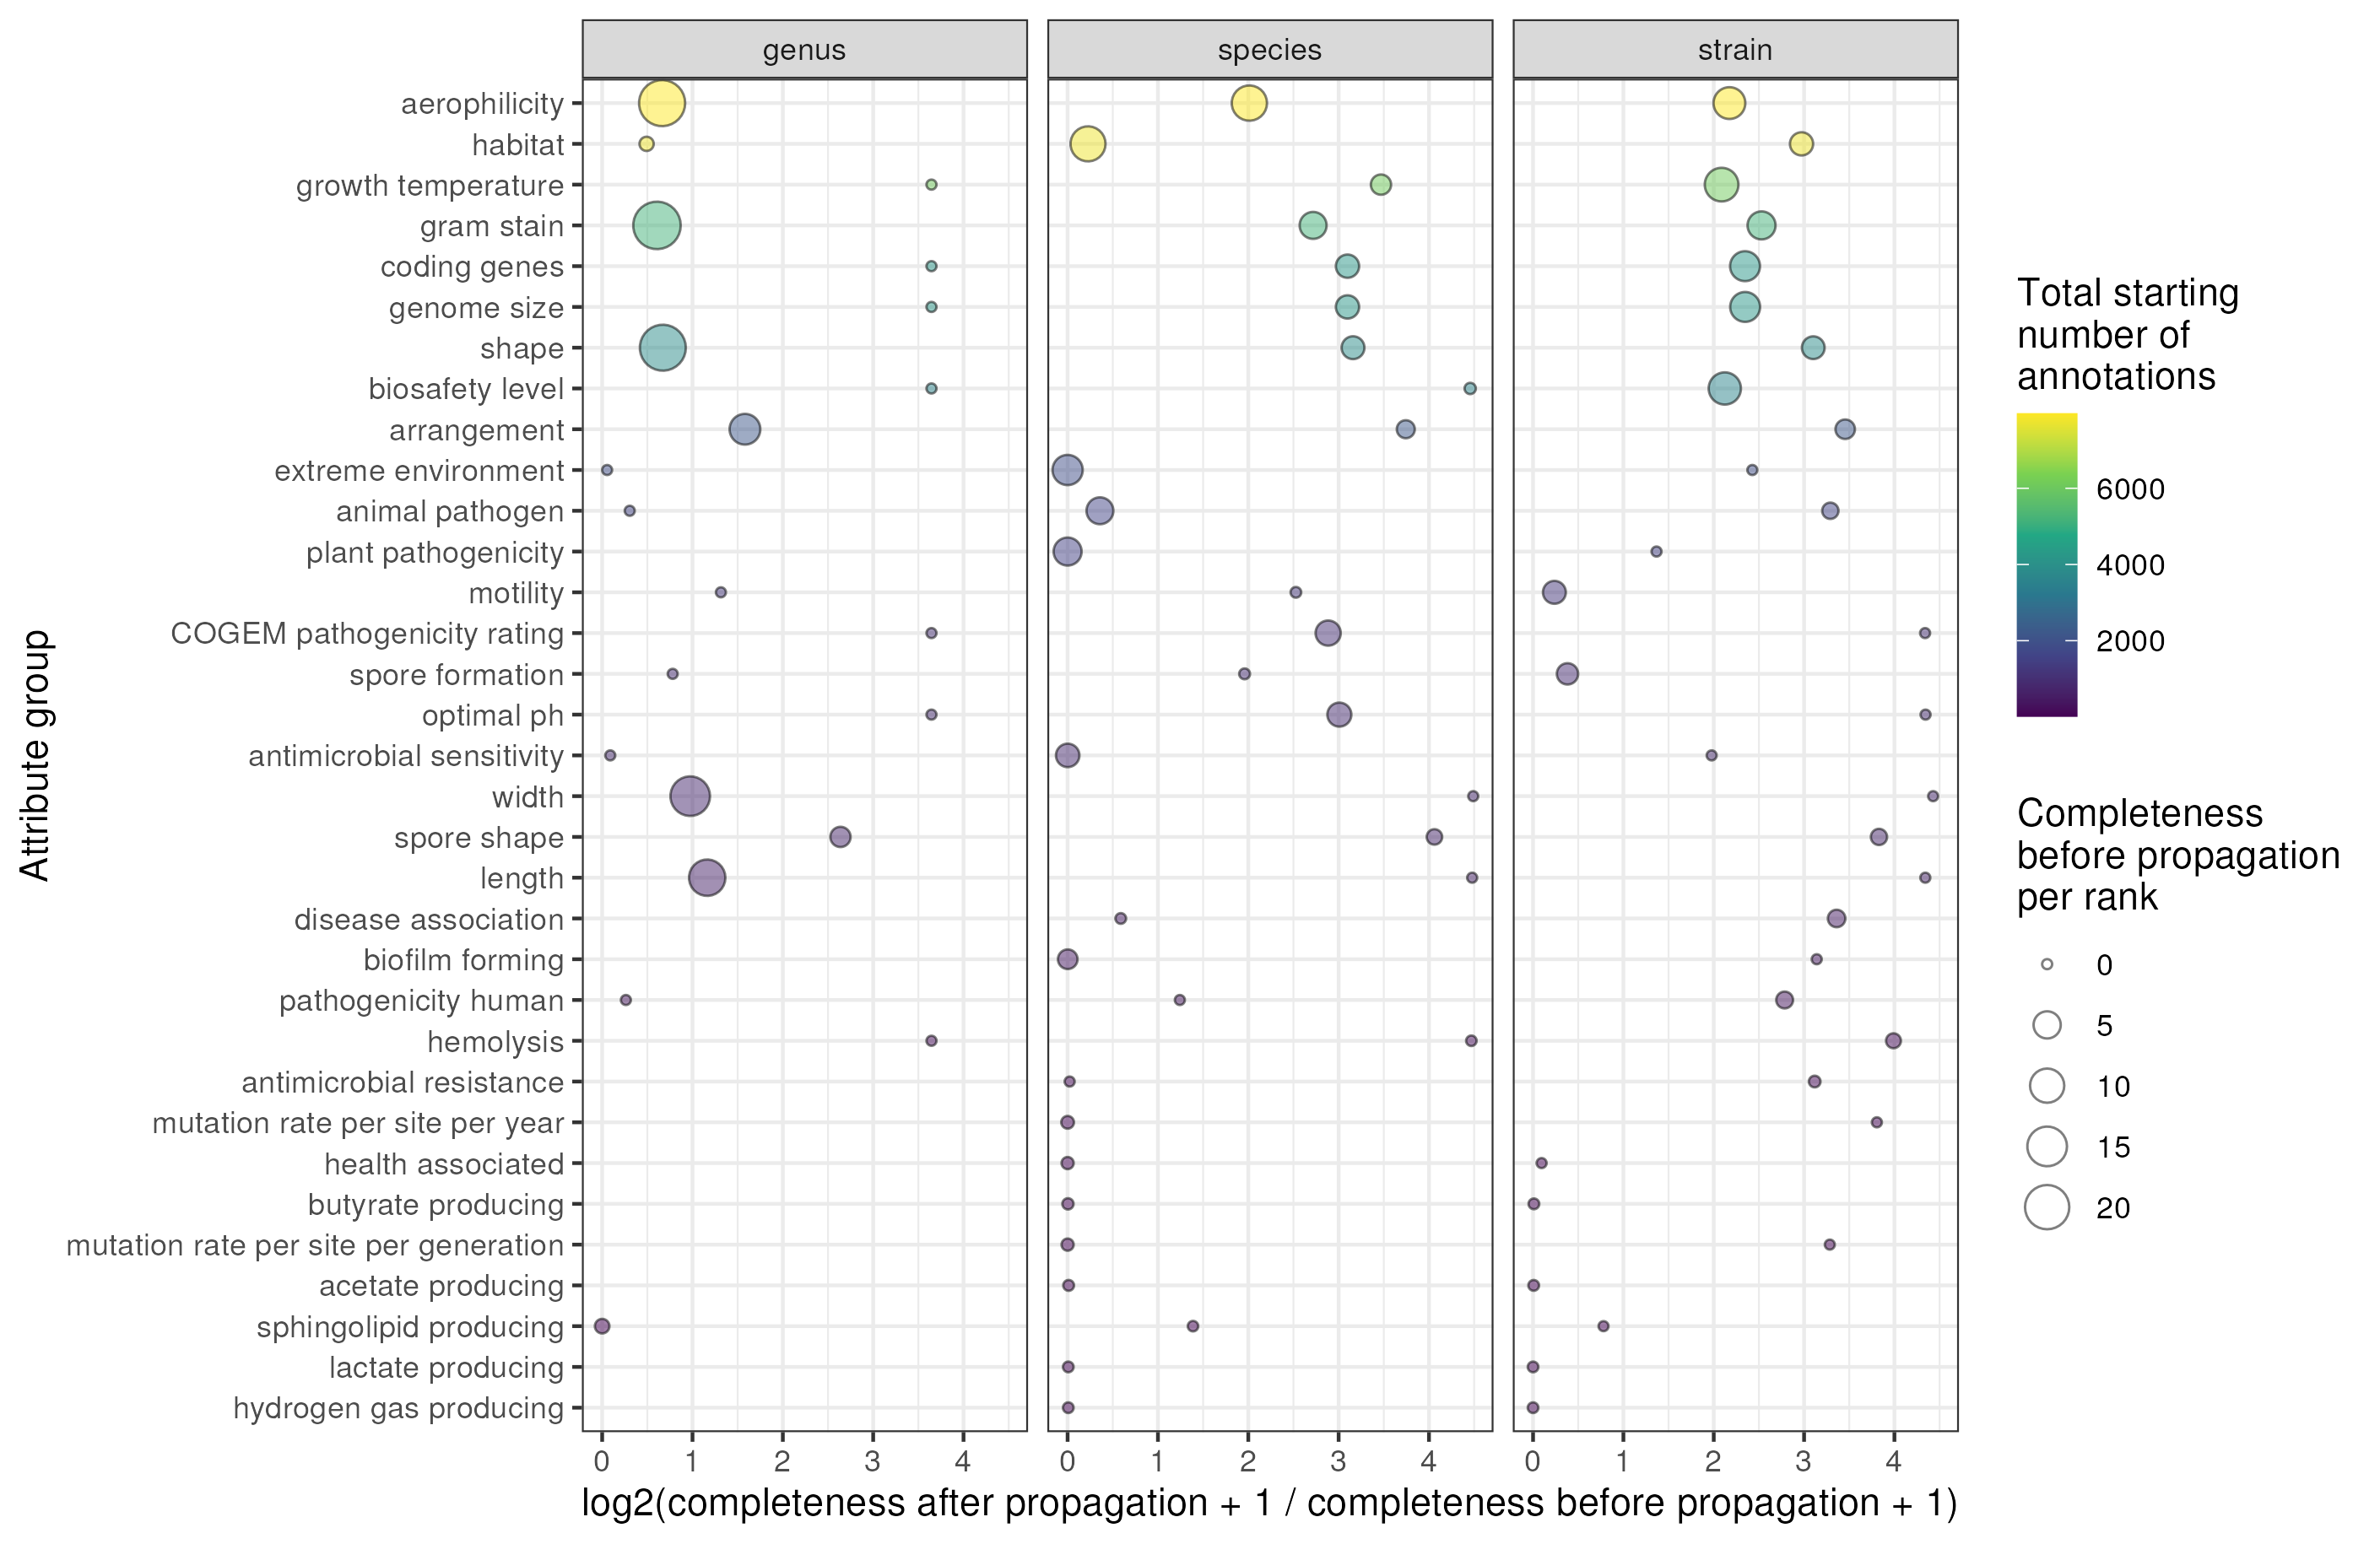 genus
species
strain
aerophilicity
habitat
growth temperature
gram stain
coding genes
genome size
shape
biosafety level
arrangement
extreme environment
animal pathogen
plant pathogenicity
motility
COGEM pathogenicity rating
spore formation
optimal ph
antimicrobial sensitivity
width
spore shape
length
disease association
biofilm forming
pathogenicity human
hemolysis
antimicrobial resistance
mutation rate per site per year
health associated
butyrate producing
mutation rate per site per generation
acetate producing
sphingolipid producing
lactate producing
hydrogen gas producing
Attribute group
0 1 2 3 4
0 1 2 3 4
0 1 2 3 4
log2(completeness after propagation + 1 / completeness before propagation + 1)
Total starting
number of
annotations
6000
4000
2000
Completeness
before propagation
per rank
0
5
10
15
20